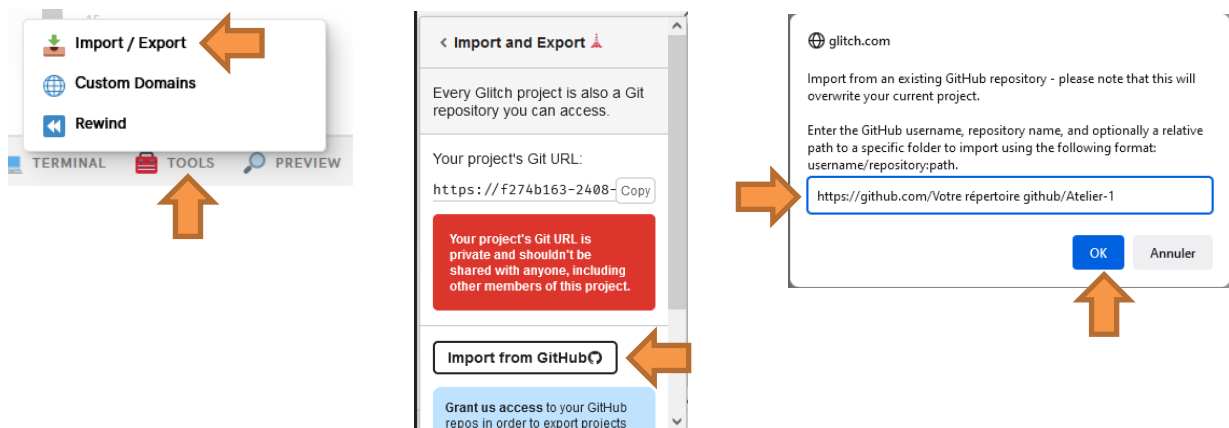 Import / Export
Custom Domains
Rewind
TERMINAL
TOOLS
PREVIEW
< Import and Export
Every Glitch project is also a Git
repository you can access.
Your project's Git URL:
https://f274b163-2408- Copy
Your project's Git URL is
private and shouldn't be
shared with anyone, including
other members of this project.
Import from GitHub
Grant us access to your GitHub
repos in order to export projects
glitch.com
Import from an existing GitHub repository - please note that this will
overwrite your current project.
Enter the GitHub username, repository name, and optionally a relative
path to a specific folder to import using the following format:
username/repository:path.
https://github.com/Votre répertoire github/Atelier-1
OK
Annuler